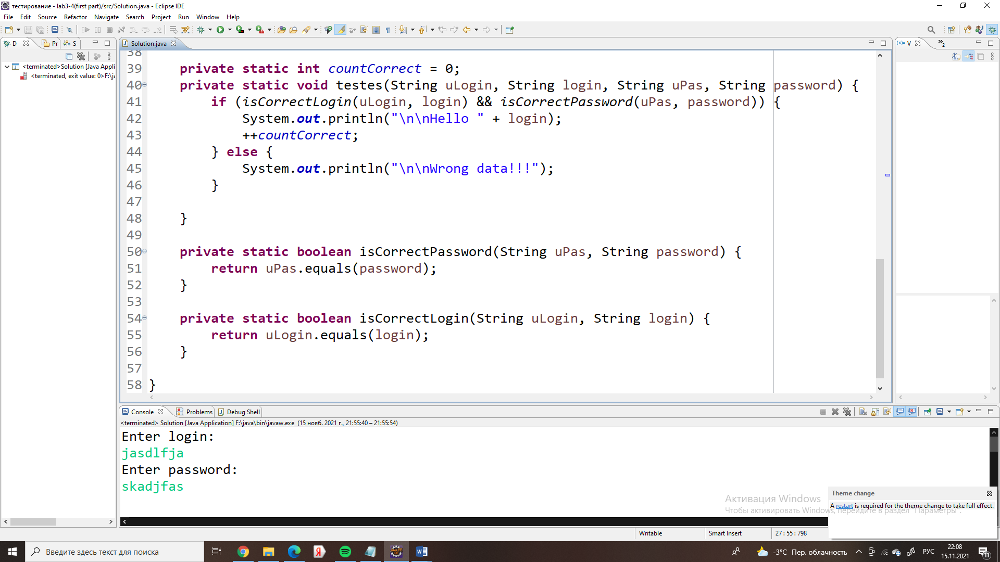 тестирование - lab3-4(first part)/src/Solution.java - Eclipse IDE
File Edit Source Refactor Navigate Search Project Run Window Help
D Pr S
Solution.java
(x)= V »2
<terminated>Solution [Java Appli
<terminated, exit value: 0>F:\ja
38
39 private static int countCorrect = 0;
40 private static void testes(String uLogin, String login, String uPas, String password) {
41 if (isCorrectLogin(uLogin, login) && isCorrectPassword(uPas, password)) {
42 System.out.println("\n\nHello " + login);
43 ++countCorrect;
44 } else {
45 System.out.println("\n\nWrong data!!!");
46 }
47
48 }
49
50 private static boolean isCorrectPassword(String uPas, String password) {
51 return uPas.equals(password);
52 }
53
54 private static boolean isCorrectLogin(String uLogin, String login) {
55 return uLogin.equals(login);
56 }
57
58 }
Console Problems Debug Shell
<terminated> Solution [Java Application] F:\java\bin\javaw.exe (15 нояб. 2021 г., 21:55:40 – 21:55:54)
Enter login:
jasdlfja
Enter password:
skadjfas
Активация Windows
Чтобы активировать Windows, перейдите в раздел "Параметры".
Theme change
A restart is required for the theme change to take full effect.
Writable Smart Insert 27 : 55 : 798
Введите здесь текст для поиска
-3°C Пер. облачность РУС 22:08
15.11.2021 11